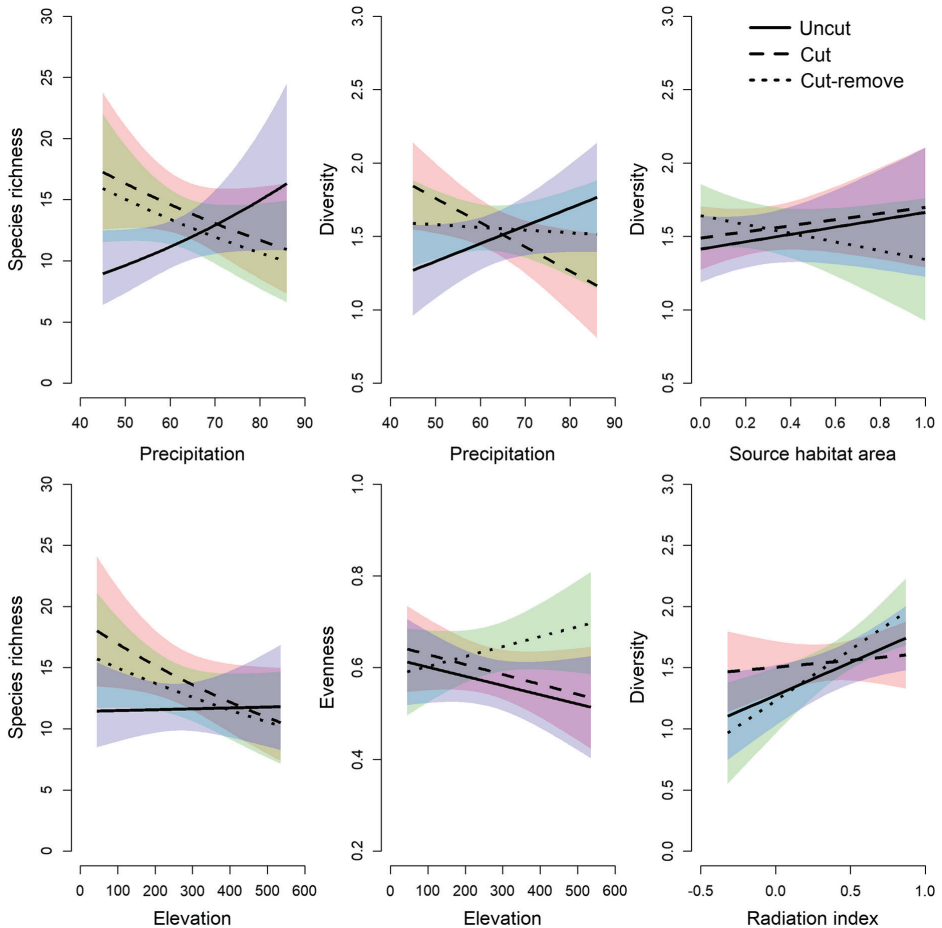 Species richness
0 5 10 15 20 25 30
40 50 60 70 80 90
Precipitation
Diversity
0.5 1.0 1.5 2.0 2.5 3.0
40 50 60 70 80 90
Precipitation
Diversity
0.5 1.0 1.5 2.0 2.5 3.0
Uncut
Cut
Cut-remove
0.0 0.2 0.4 0.6 0.8 1.0
Source habitat area
Species richness
0 5 10 15 20 25 30
0 100 200 300 400 500 600
Elevation
Evenness
0.2 0.4 0.6 0.8 1.0
0 100 200 300 400 500 600
Elevation
Diversity
0.0 0.5 1.0 1.5 2.0 2.5 3.0
-0.5 0.0 0.5 1.0
Radiation index